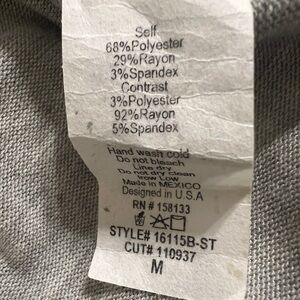 Self
68%Polyester
29%Rayon
3%Spandex
Contrast
3%Polyester
92%Rayon
5%Spandex
Hand wash cold
Do not bleach
Line dry
Do not dry clean
Iron Low
Made in MEXICO
Designed in U.S.A
RN # 158133
STYLE# 16115B-ST
CUT# 110937
M